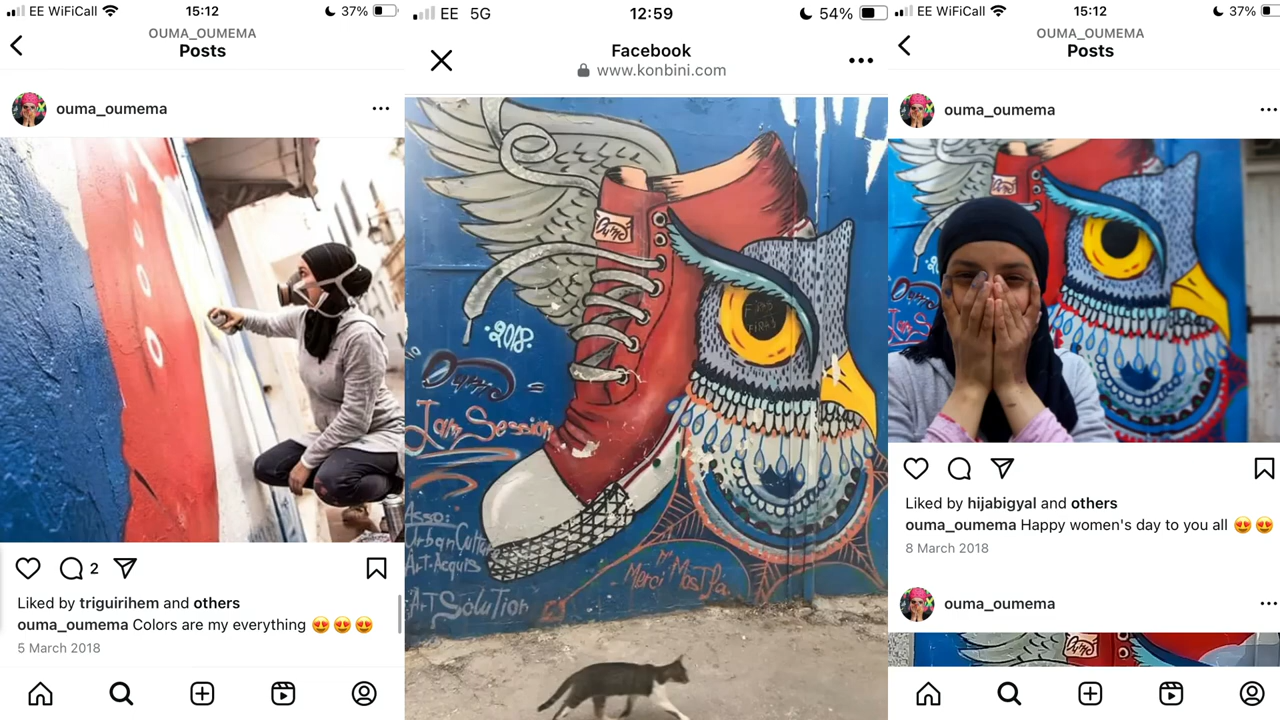 EE WiFiCall
15:12
37%
OUMA_OUMEMA
Posts
ouma_oumema
2
Liked by triguirihem and others
ouma_oumema Colors are my everything 😍😍😍
5 March 2018
EE 5G
12:59
54%
Facebook
www.konbini.com
Oumé
2018
=
Jam Session
Asso:
Urban Culture
Art-Acquis
ArT Solution
Merci MosTfa
EE WiFiCall
15:12
37%
OUMA_OUMEMA
Posts
ouma_oumema
Liked by hijabigyal and others
ouma_oumema Happy women's day to you all 😍😍
8 March 2018
ouma_oumema